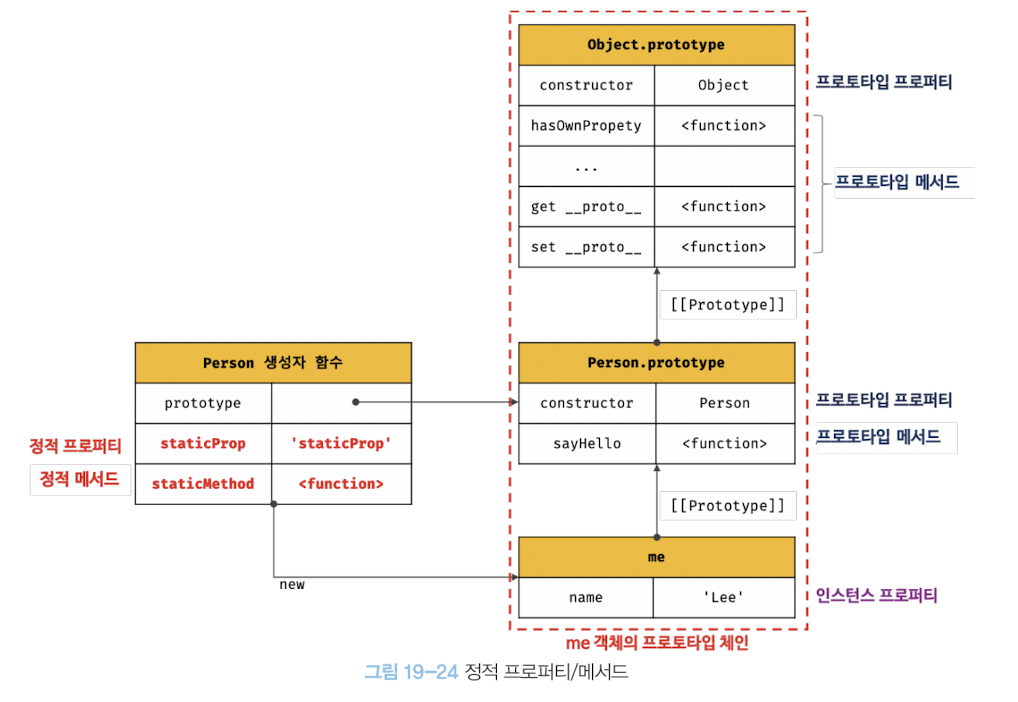 Object.prototype
constructor Object
프로토타입 프로퍼티
hasOwnPropety <function>
...
프로토타입 메서드
get __proto__ <function>
set __proto__ <function>
[[Prototype]]
Person 생성자 함수
prototype
정적 프로퍼티
staticProp 'staticProp'
정적 메서드
staticMethod <function>
Person.prototype
constructor Person
프로토타입 프로퍼티
sayHello <function>
프로토타입 메서드
[[Prototype]]
new
me
name 'Lee'
인스턴스 프로퍼티
me 객체의 프로토타입 체인
그림 19-24 정적 프로퍼티/메서드